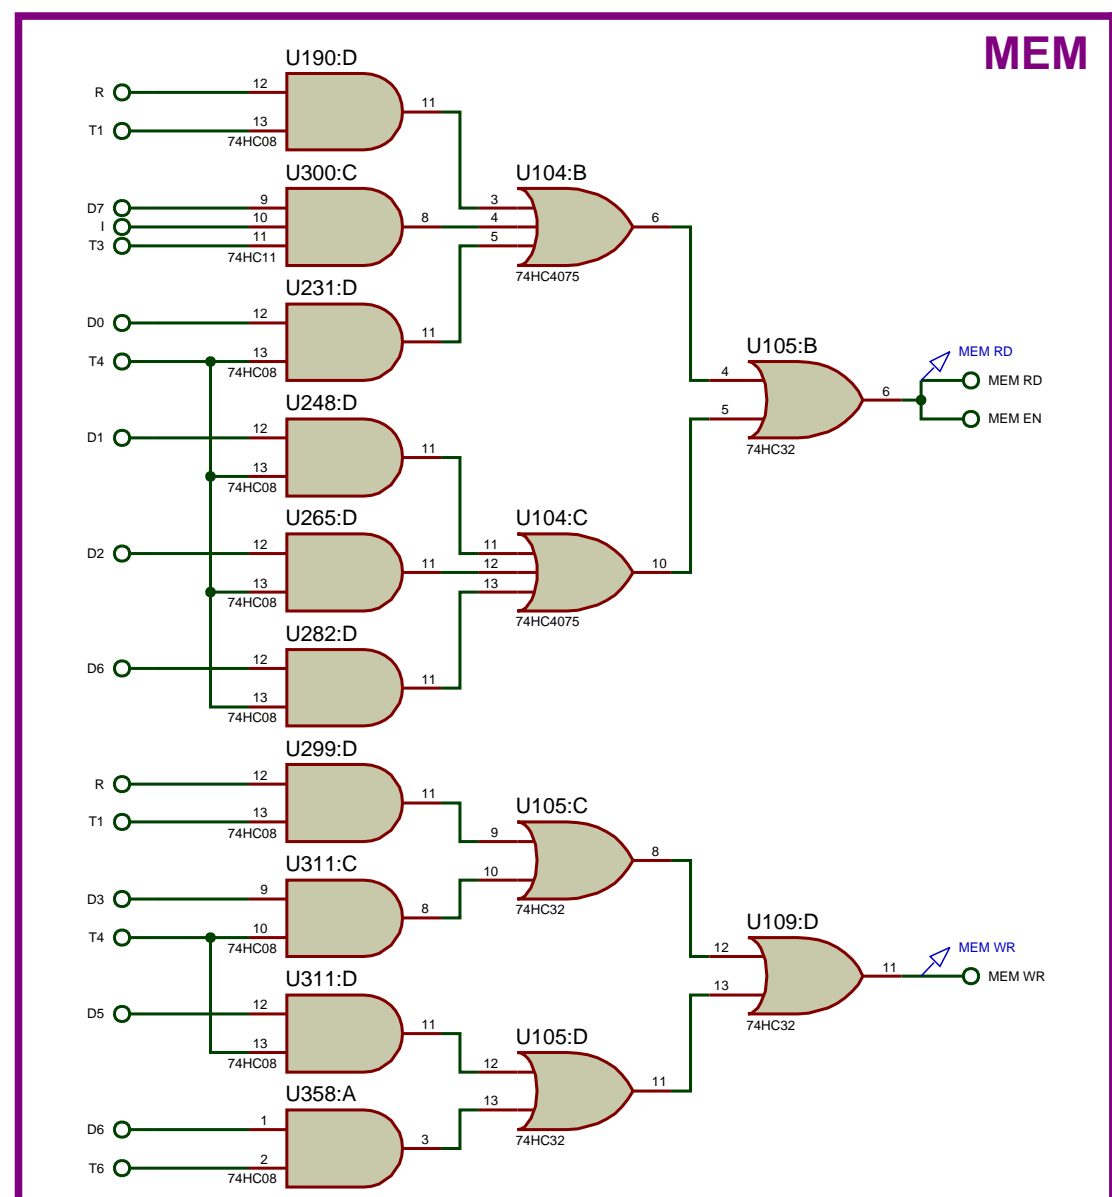 MEM
U190:D
R
12
11
T1
13
74HC08
U300:C
D7
9
I
10
8
T3
11
74HC11
U104:B
3
4
5
6
74HC4075
U231:D
D0
12
11
T4
13
74HC08
U248:D
D1
12
11
13
74HC08
U265:D
D2
12
11
13
74HC08
U104:C
11
12
13
10
74HC4075
U282:D
D6
12
11
13
74HC08
U105:B
4
5
6
74HC32
MEM RD
MEM RD
MEM EN
U299:D
R
12
11
T1
13
74HC08
U311:C
D3
9
8
T4
10
74HC08
U105:C
9
10
8
74HC32
U311:D
D5
12
11
13
74HC08
U358:A
D6
1
3
T6
2
74HC08
U105:D
12
13
11
74HC32
U109:D
12
13
11
74HC32
MEM WR
MEM WR